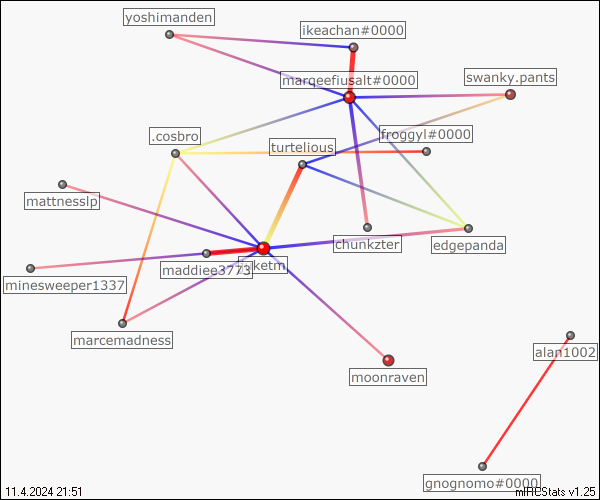 yoshimanden
ikeachan#0000
marqeefiusalt#0000
swanky.pants
froggyl#0000
.cosbro
turtelious
mattnesslp
chunkzter
edgepanda
maddiee3773
minesweeper1337
marcemadness
alan1002
moonraven
gnognomo#0000
11.4.2024 21:51
mIRCStats v1.25